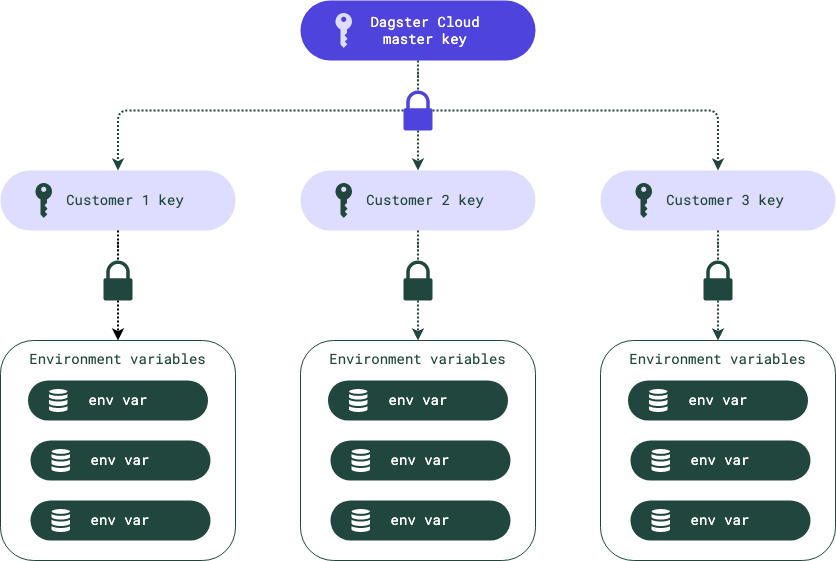 Dagster Cloud
master key
Customer 1 key
Customer 2 key
Customer 3 key
Environment variables
env var
env var
env var
Environment variables
env var
env var
env var
Environment variables
env var
env var
env var